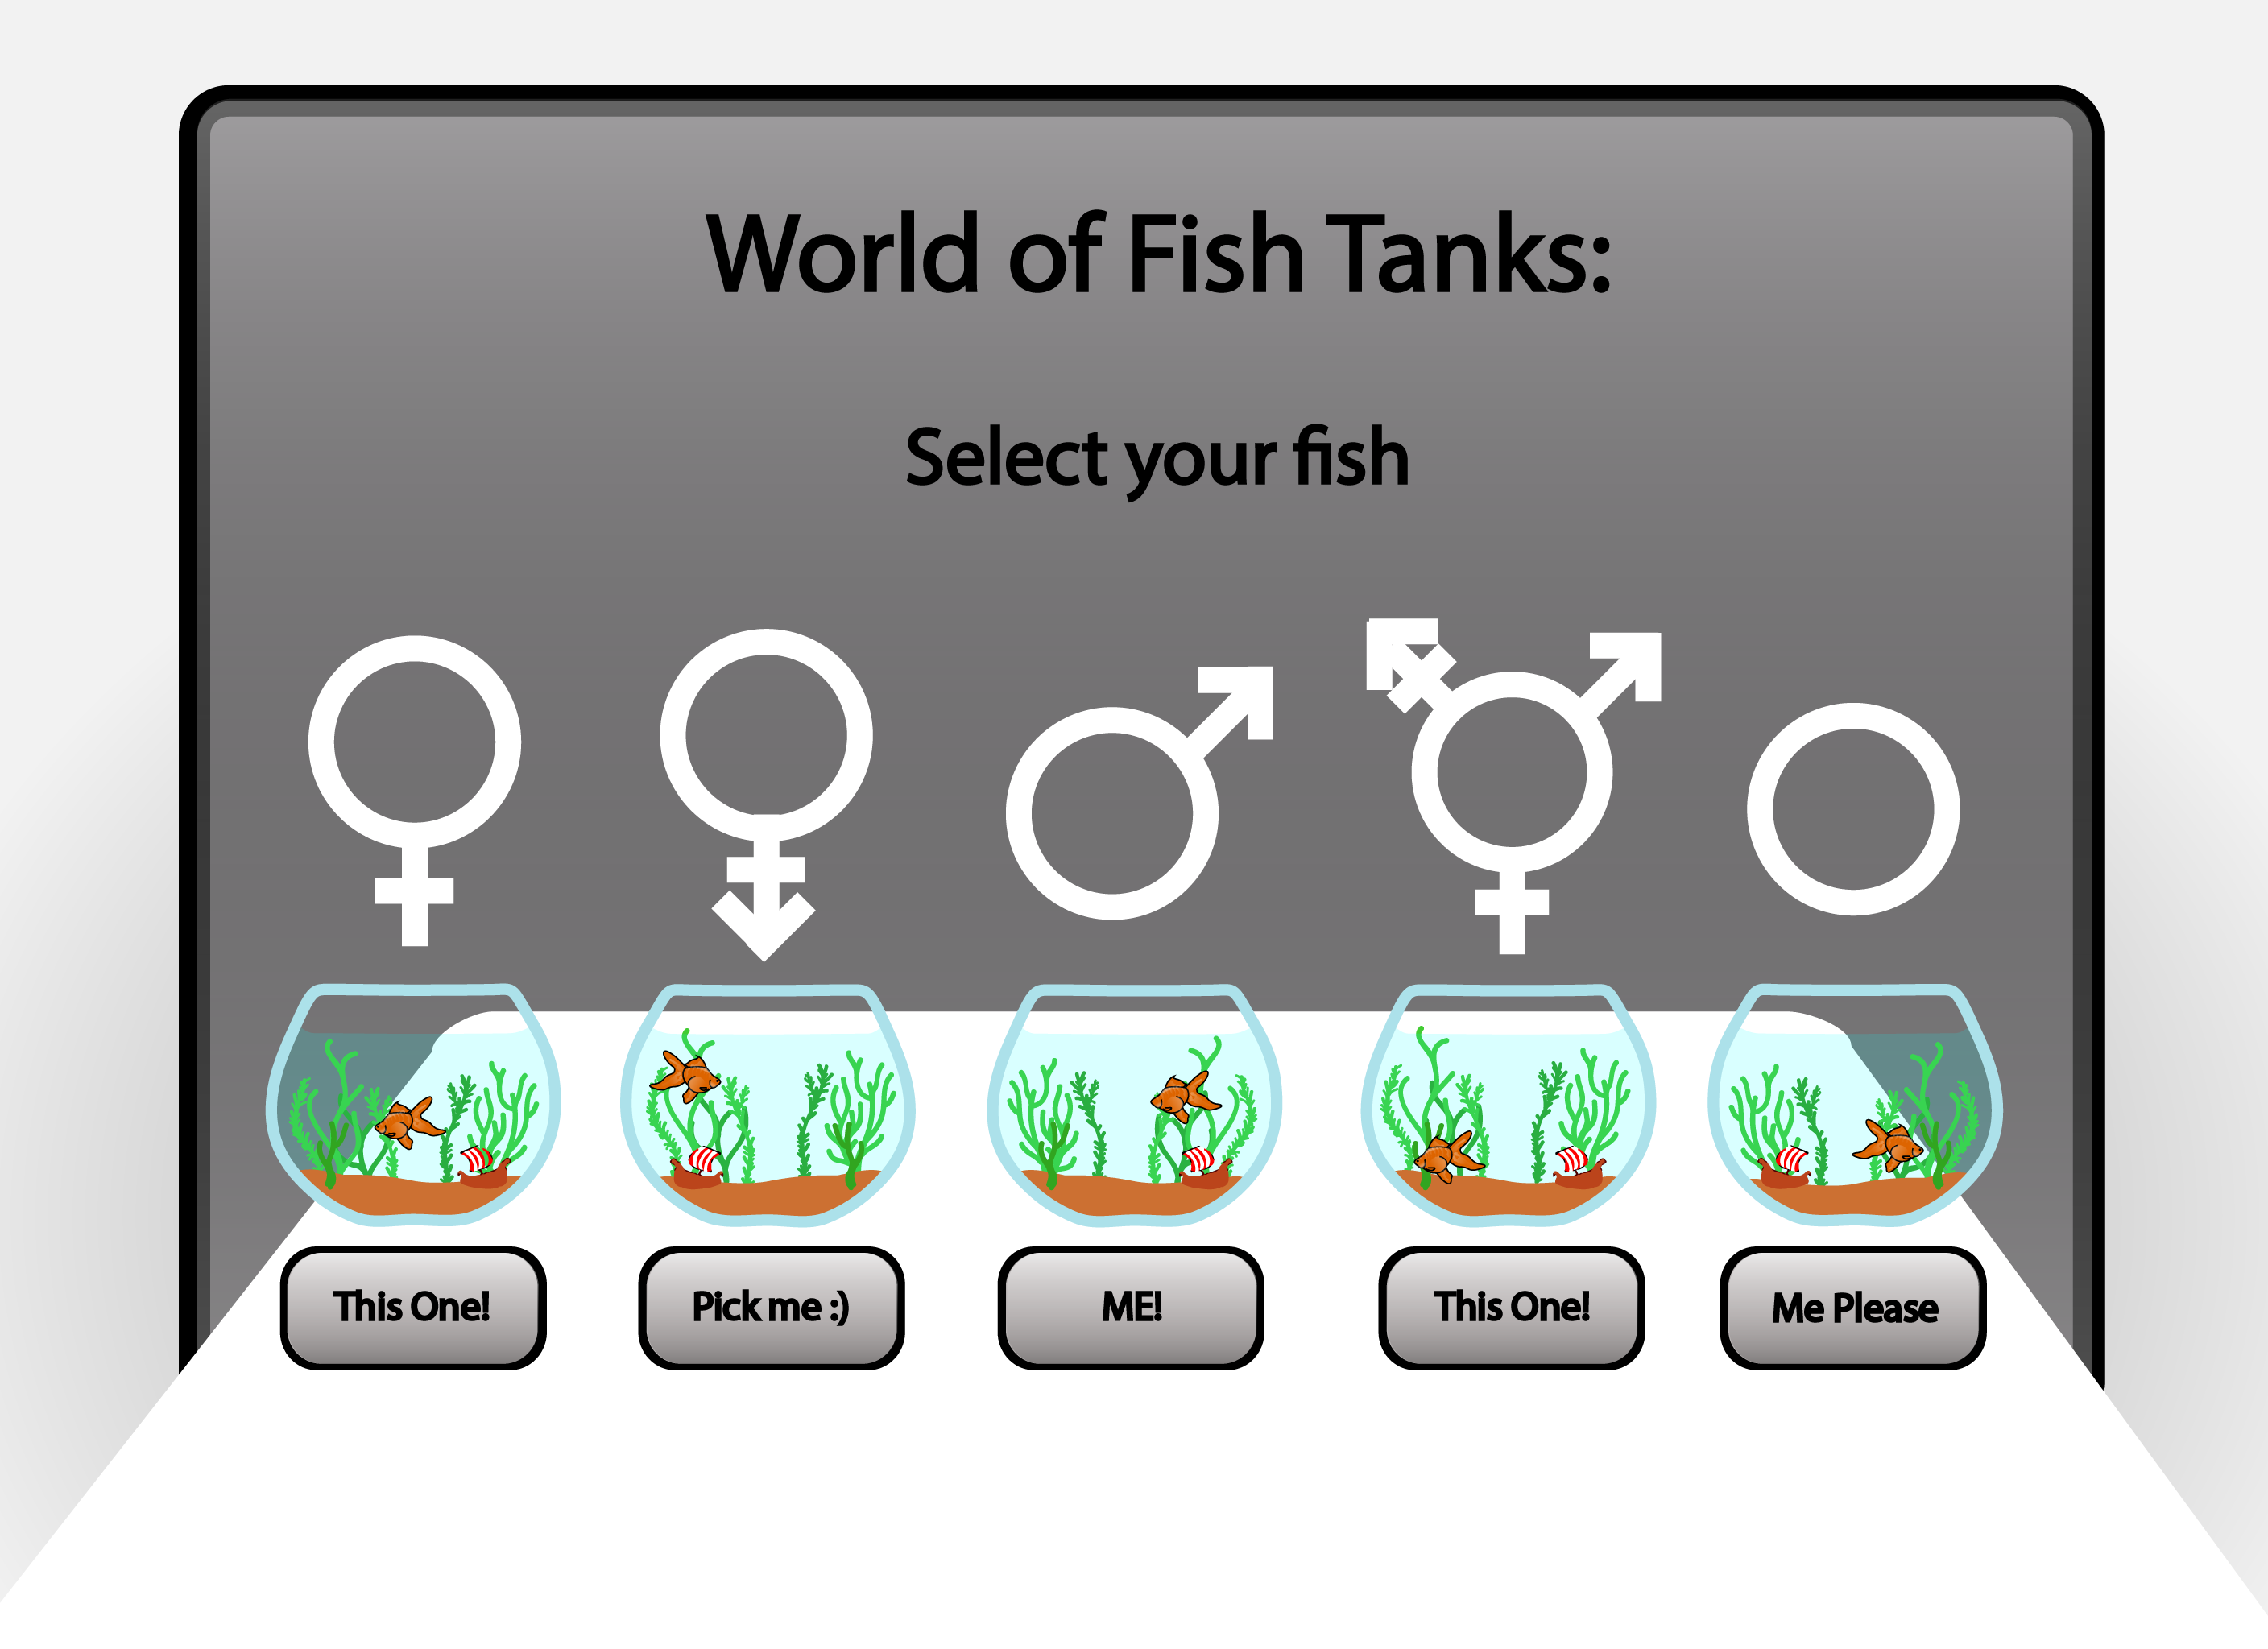 World of Fish Tanks:
Select your fish
This One!
Pick me :)
ME!
This One!
Me Please